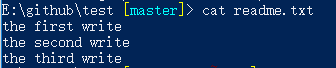 E:\github\test [master]> cat readme.txt
the first write
the second write
the third write